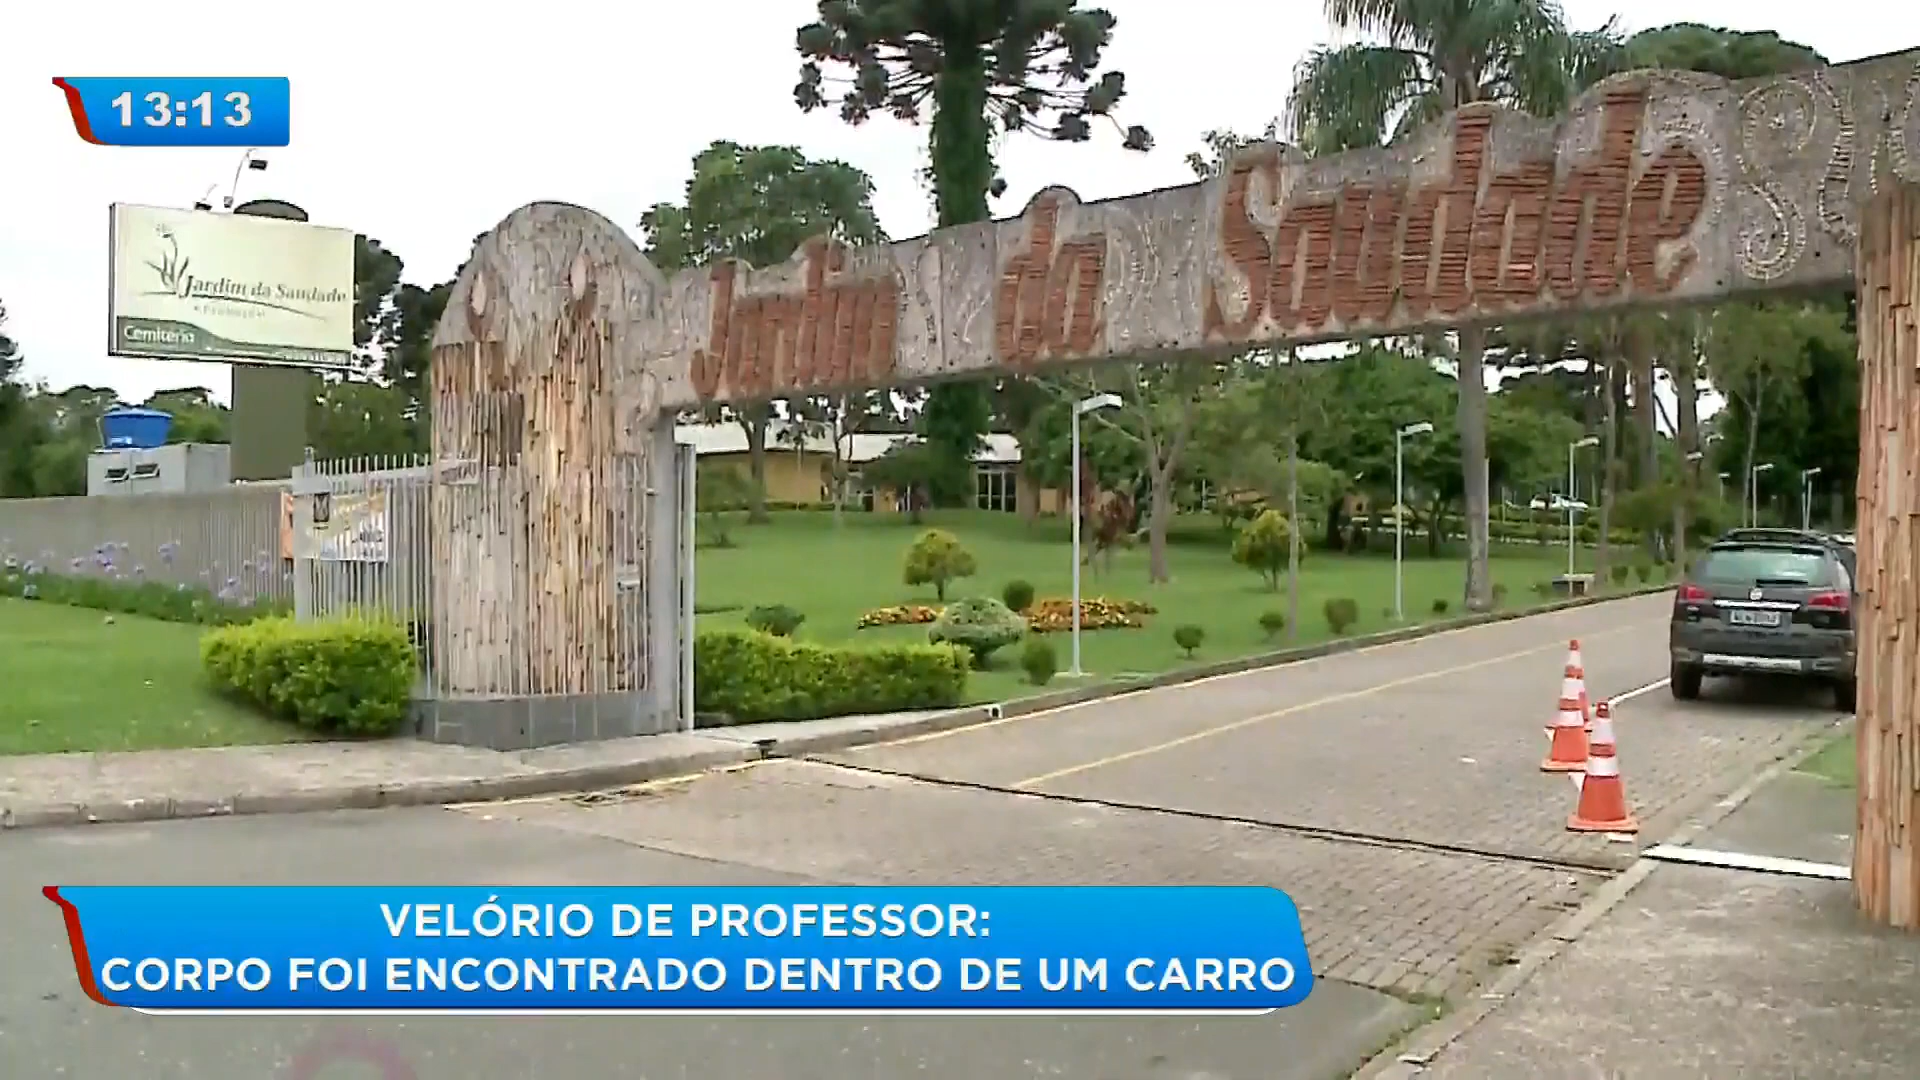 13:13
Jardim da Saudade
Cemitério
Jardim da Saudade
VELÓRIO DE PROFESSOR:
CORPO FOI ENCONTRADO DENTRO DE UM CARRO